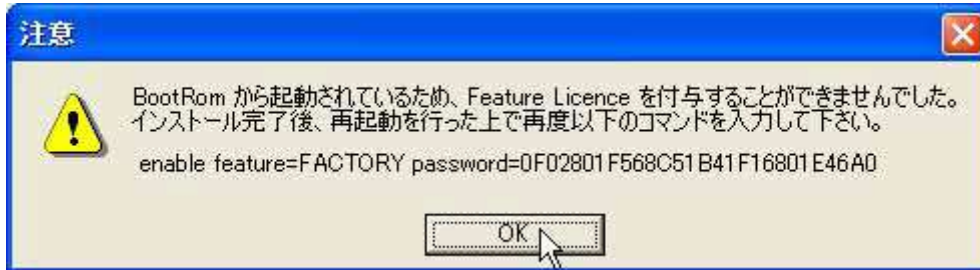 注意
BootRom から起動されているため、Feature Licence を付与することができませんでした。
インストール完了後、再起動を行った上で再度以下のコマンドを入力して下さい。
enable feature=FACTORY password=0F02801F568C51B41F16801E46A0
OK